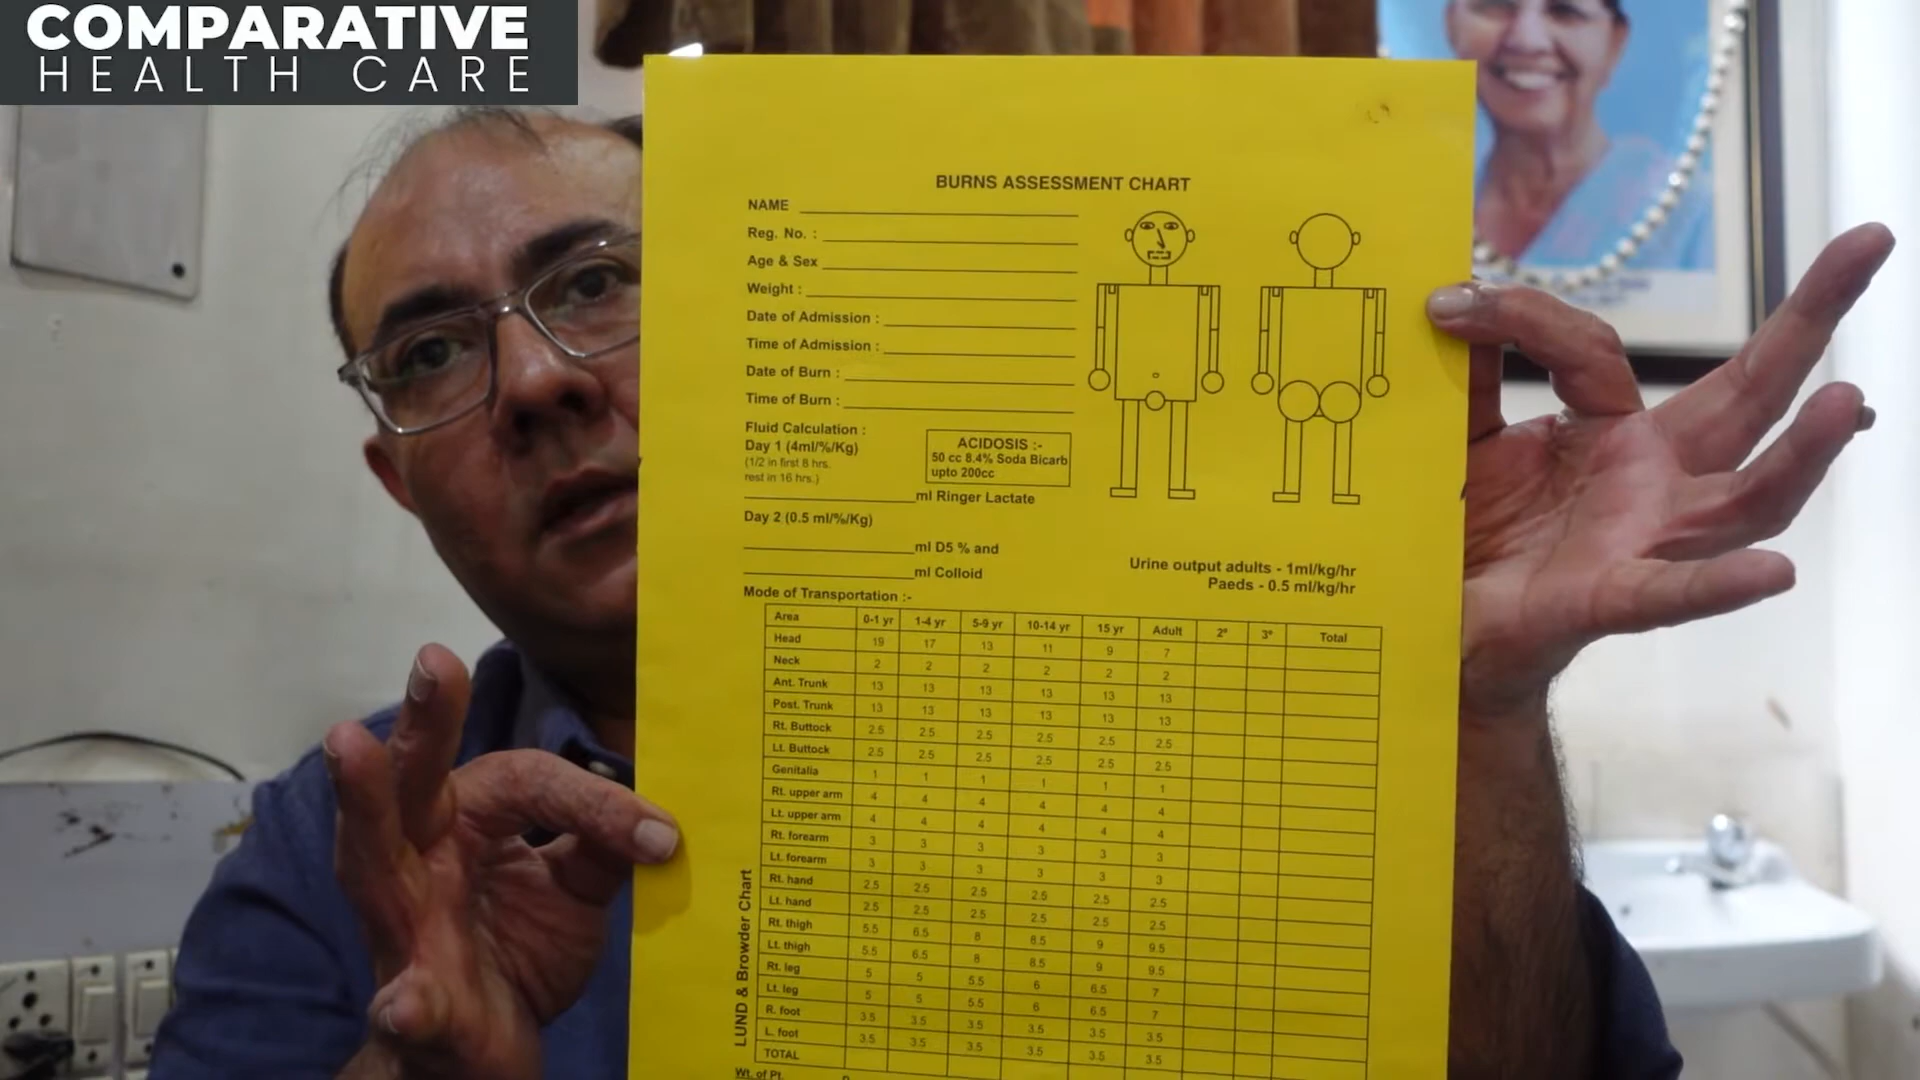 COMPARATIVE
HEALTH CARE
BURNS ASSESSMENT CHART
NAME
Reg. No. :
Age & Sex
Weight :
Date of Admission :
Time of Admission :
Date of Burn :
Time of Burn :
Fluid Calculation :
Day 1 (4ml/%/Kg)
(1/2 in first 8 hrs.
rest in 16 hrs.)
ACIDOSIS :-
50 cc 8.4% Soda Bicarb
upto 200cc
ml Ringer Lactate
Day 2 (0.5 ml/%/Kg)
ml D5 % and
ml Colloid
Urine output adults - 1ml/kg/hr
Paeds - 0.5 ml/kg/hr
Mode of Transportation :-
LUND & Browder Chart
Area 0-1 yr 1-4 yr 5-9 yr 10-14 yr 15 yr Adult 2º 3º Total
Head 19 17 13 11 9 7
Neck 2 2 2 2 2 2
Ant. Trunk 13 13 13 13 13 13
Post. Trunk 13 13 13 13 13 13
Rt. Buttock 2.5 2.5 2.5 2.5 2.5 2.5
Lt. Buttock 2.5 2.5 2.5 2.5 2.5 2.5
Genitalia 1 1 1 1 1 1
Rt. upper arm 4 4 4 4 4 4
Lt. upper arm 4 4 4 4 4 4
Rt. forearm 3 3 3 3 3 3
Lt. forearm 3 3 3 3 3 3
Rt. hand 2.5 2.5 2.5 2.5 2.5 2.5
Lt. hand 2.5 2.5 2.5 2.5 2.5 2.5
Rt. thigh 5.5 6.5 8 8.5 9 9.5
Lt. thigh 5.5 6.5 8 8.5 9 9.5
Rt. leg 5 5 5.5 6 6.5 7
Lt. leg 5 5 5.5 6 6.5 7
R. foot 3.5 3.5 3.5 3.5 3.5 3.5
L. foot 3.5 3.5 3.5 3.5 3.5 3.5
TOTAL
Wt. of Pt.